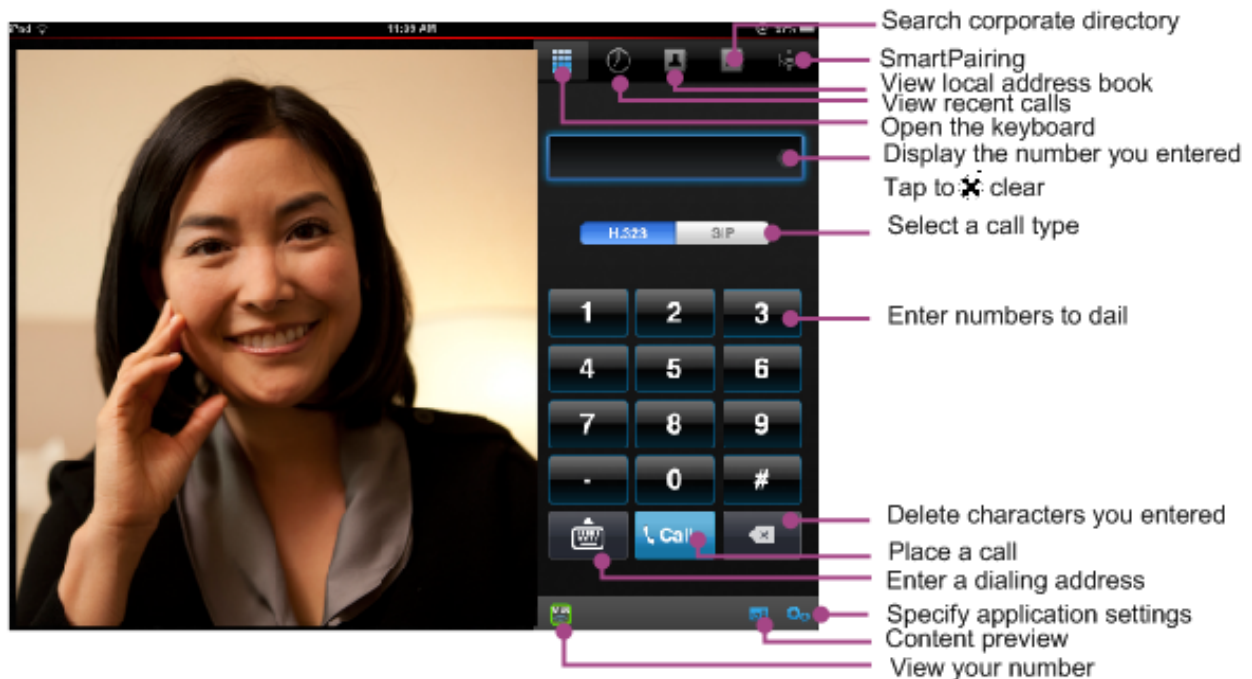 iPad
11:39 AM
Search corporate directory
SmartPairing
View local address book
View recent calls
Open the keyboard
Display the number you entered
Tap to ✖ clear
H.323 SIP
Select a call type
1 2 3
Enter numbers to dail
4 5 6
7 8 9
. 0 #
Delete characters you entered
Call
Place a call
Enter a dialing address
Specify application settings
Content preview
View your number